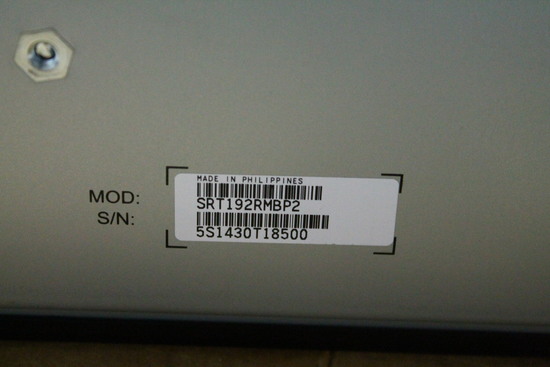 MADE IN PHILIPPINES
MOD: SRT192RMBP2
S/N: 5S1430T18500